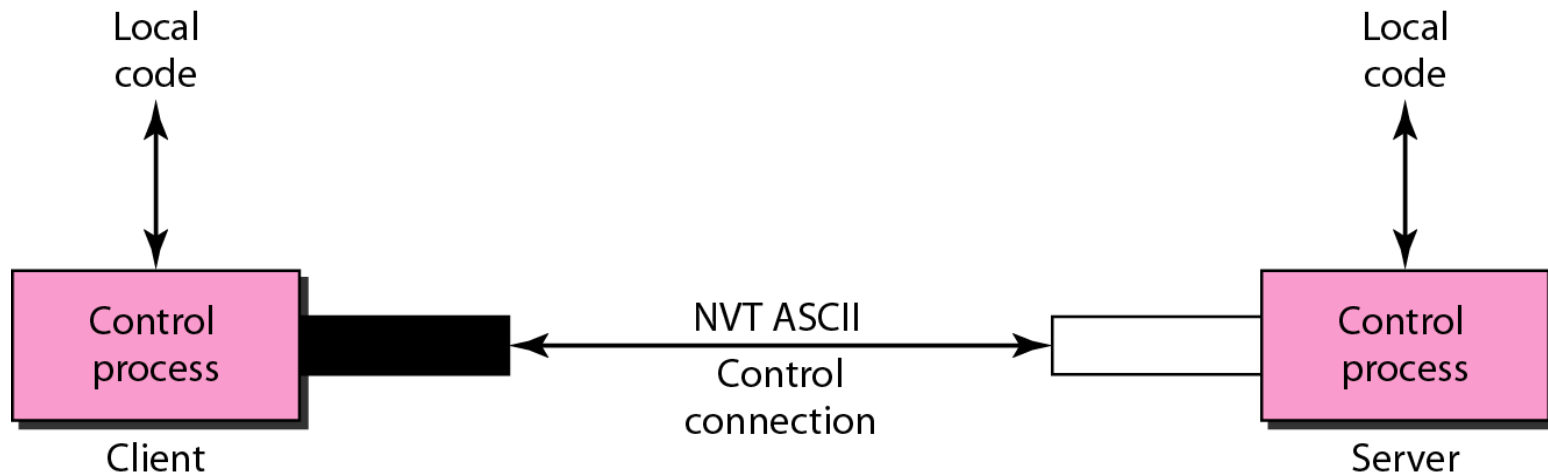 Local
code
Local
code
Control
process
NVT ASCII
Control
connection
Control
process
Client
Server